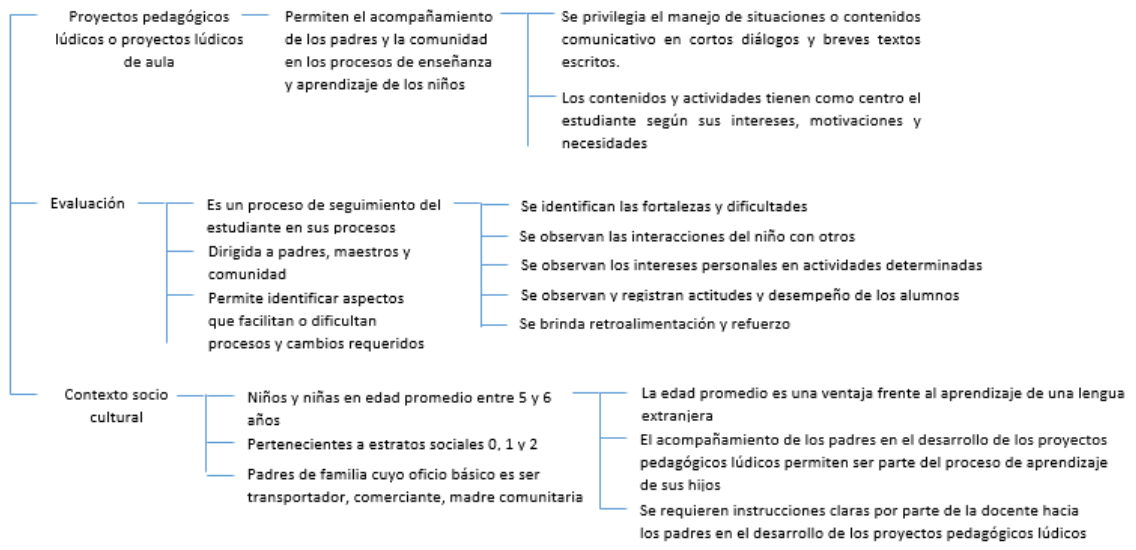 Proyectos pedagógicos
lúdicos o proyectos lúdicos
de aula
Permiten el acompañamiento
de los padres y la comunidad
en los procesos de enseñanza
y aprendizaje de los niños
Se privilegia el manejo de situaciones o contenidos
comunicativo en cortos diálogos y breves textos
escritos.
Los contenidos y actividades tienen como centro el
estudiante según sus intereses, motivaciones y
necesidades
Evaluación
Es un proceso de seguimiento del
estudiante en sus procesos
Dirigida a padres, maestros y
comunidad
Permite identificar aspectos
que facilitan o dificultan
procesos y cambios requeridos
Se identifican las fortalezas y dificultades
Se observan las interacciones del niño con otros
Se observan los intereses personales en actividades determinadas
Se observan y registran actitudes y desempeño de los alumnos
Se brinda retroalimentación y refuerzo
Contexto socio
cultural
Niños y niñas en edad promedio entre 5 y 6
años
Pertenecientes a estratos sociales 0, 1 y 2
Padres de familia cuyo oficio básico es ser
transportador, comerciante, madre comunitaria
La edad promedio es una ventaja frente al aprendizaje de una lengua
extranjera
El acompañamiento de los padres en el desarrollo de los proyectos
pedagógicos lúdicos permiten ser parte del proceso de aprendizaje
de sus hijos
Se requieren instrucciones claras por parte de la docente hacia
los padres en el desarrollo de los proyectos pedagógicos lúdicos